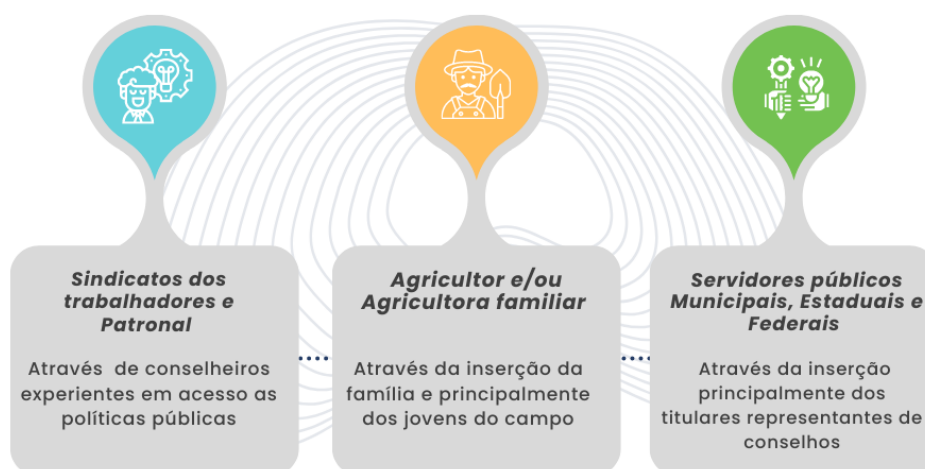 Sindicatos dos
trabalhadores e
Patronal
Através de conselheiros
experientes em acesso as
políticas públicas
Agricultor e/ou
Agricultora familiar
Através da inserção da
família e principalmente
dos jovens do campo
Servidores públicos
Municipais, Estaduais e
Federais
Através da inserção
principalmente dos
titulares representantes de
conselhos